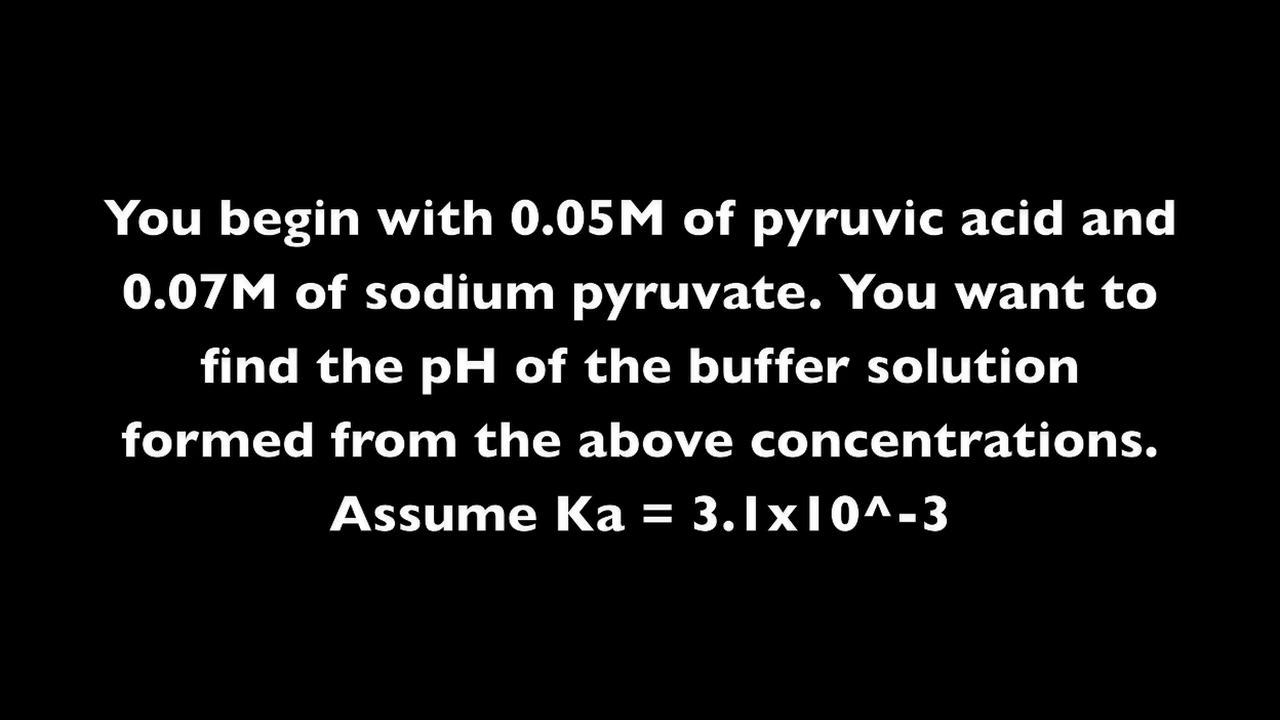 You begin with 0.05M of pyruvic acid and
0.07M of sodium pyruvate. You want to
find the pH of the buffer solution
formed from the above concentrations.
Assume Ka = 3.1x10^-3